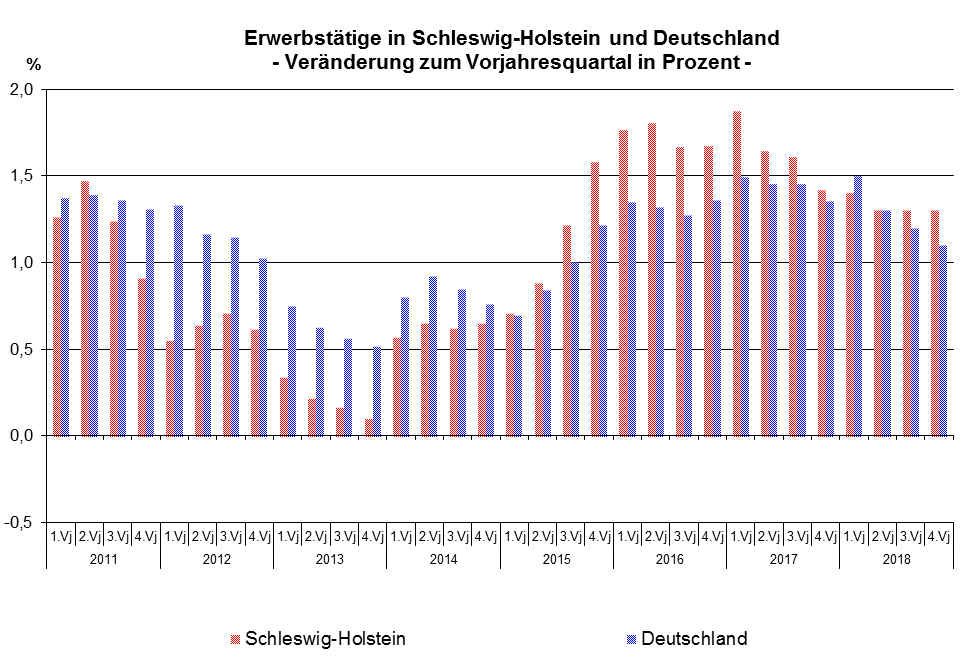 Erwerbstätige in Schleswig-Holstein und Deutschland
- Veränderung zum Vorjahresquartal in Prozent -
%
2,0
1,5
1,0
0,5
0,0
-0,5
1.Vj 2.Vj 3.Vj 4.Vj 1.Vj 2.Vj 3.Vj 4.Vj 1.Vj 2.Vj 3.Vj 4.Vj 1.Vj 2.Vj 3.Vj 4.Vj 1.Vj 2.Vj 3.Vj 4.Vj 1.Vj 2.Vj 3.Vj 4.Vj 1.Vj 2.Vj 3.Vj 4.Vj 1.Vj 2.Vj 3.Vj 4.Vj
2011 2012 2013 2014 2015 2016 2017 2018
Schleswig-Holstein Deutschland